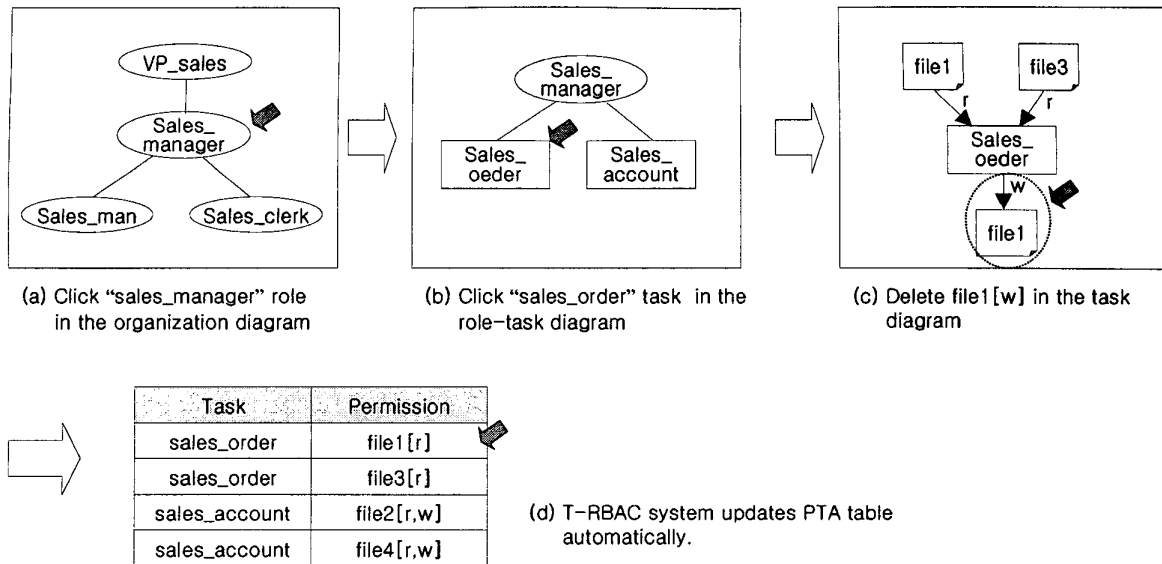 VP_sales
Sales_
manager
Sales_man
Sales_clerk
(a) Click “sales_manager” role
in the organization diagram
Sales_
manager
Sales_
oeder
Sales_
account
(b) Click “sales_order” task in the
role-task diagram
file1
file3
r
r
Sales_
oeder
w
file1
(c) Delete file1[w] in the task
diagram
Task Permission
sales_order file1[r]
sales_order file3[r]
sales_account file2[r,w]
sales_account file4[r,w]
(d) T-RBAC system updates PTA table
automatically.